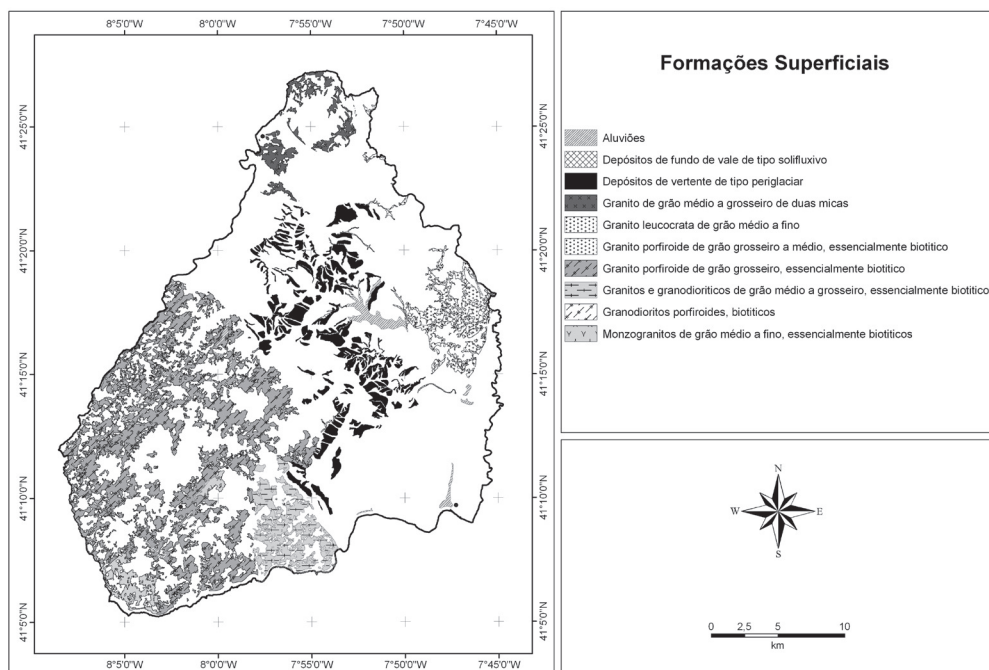 8°5'0"W 8°0'0"W 7°55'0"W 7°50'0"W 7°45'0"W
41°25'0"N 41°25'0"N
41°20'0"N 41°20'0"N
41°15'0"N 41°15'0"N
41°10'0"N 41°10'0"N
41°5'0"N 41°5'0"N
8°5'0"W 8°0'0"W 7°55'0"W 7°50'0"W 7°45'0"W
Formações Superficiais
Aluviões
Depósitos de fundo de vale de tipo solifluxivo
Depósitos de vertente de tipo periglaciar
Granito de grão médio a grosseiro de duas micas
Granito leucocrata de grão médio a fino
Granito porfiroide de grão grosseiro a médio, essencialmente biotitico
Granito porfiroide de grão grosseiro, essencialmente biotitico
Granitos e granodioriticos de grão médio a grosseiro, essencialmente biotitico
Granodioritos porfiroides, biotiticos
Monzogranitos de grão médio a fino, essencialmente biotiticos
N
W E
S
0 2,5 5 10
km